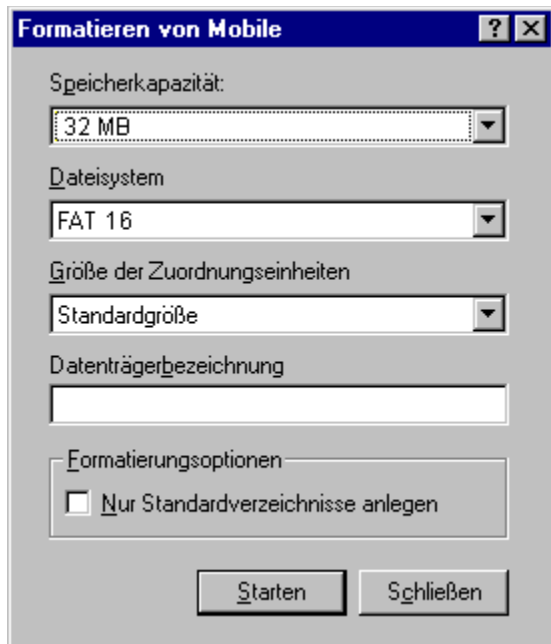 Formatieren von Mobile
Speicherkapazität:
32 MB
Dateisystem
FAT 16
Größe der Zuordnungseinheiten
Standardgröße
Datenträgerbezeichnung
Formatierungsoptionen
Nur Standardverzeichnisse anlegen
Starten Schließen